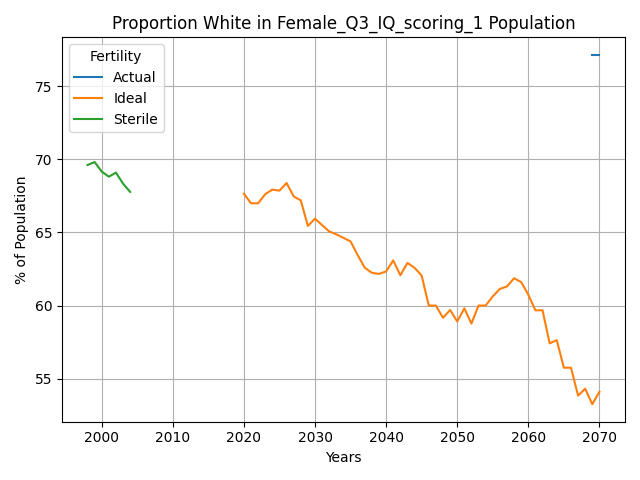 Proportion White in Female_Q3_IQ_scoring_1 Population
Fertility
Actual
Ideal
Sterile
% of Population
75
70
65
60
55
2000 2010 2020 2030 2040 2050 2060 2070
Years